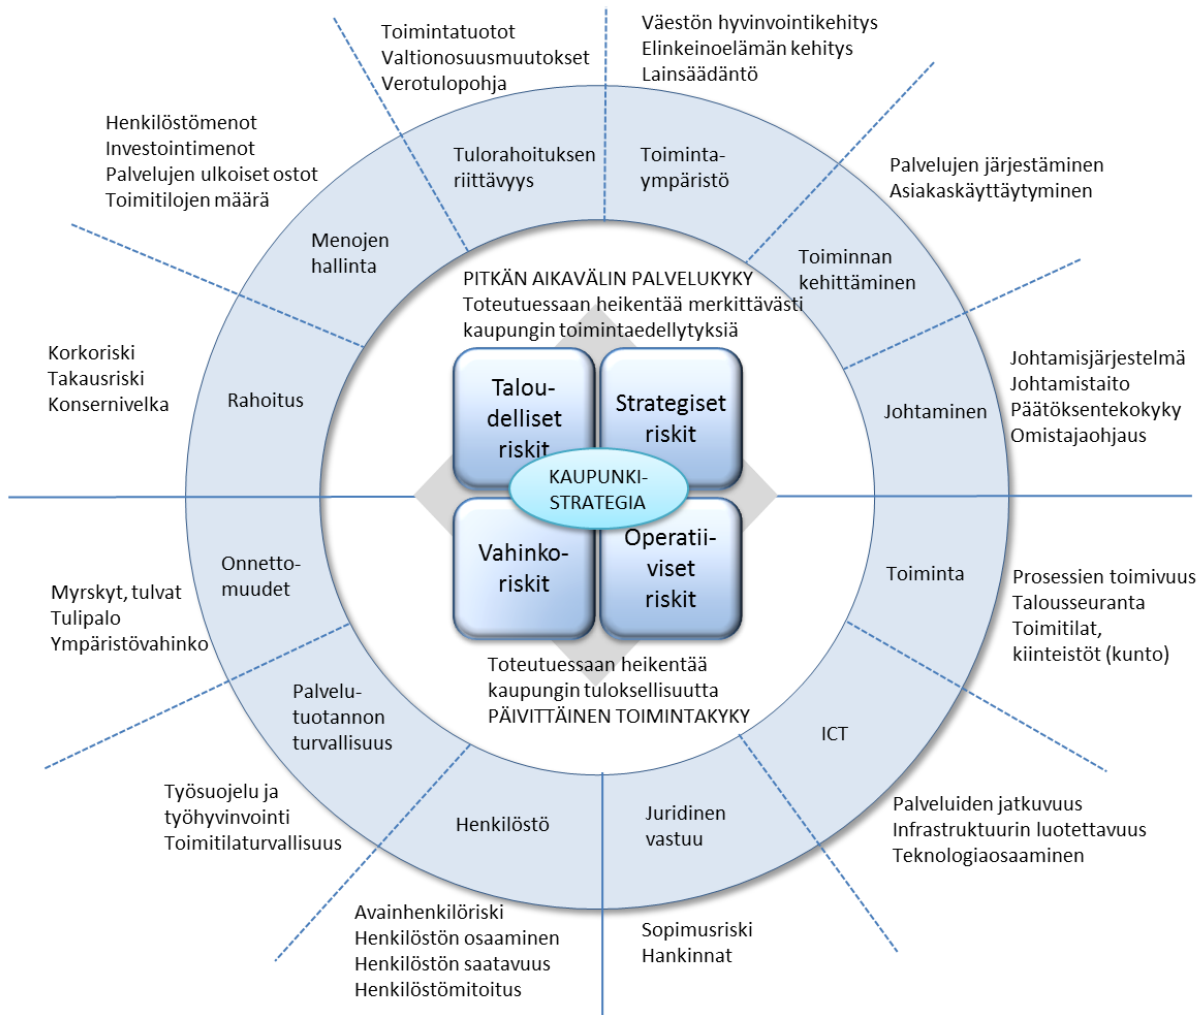 Toimintatuotot
Valtionosuusmuutokset
Verotulopohja
Väestön hyvinvointikehitys
Elinkeinoelämän kehitys
Lainsäädäntö
Henkilöstömenot
Investointimenot
Palvelujen ulkoiset ostot
Toimitilojen määrä
Tulorahoituksen
riittävyys
Toiminta-
ympäristö
Palvelujen järjestäminen
Asiakaskäyttäytyminen
Menojen
hallinta
Toiminnan
kehittäminen
PITKÄN AIKAVÄLIN PALVELUKYKY
Toteutuessaan heikentää merkittävästi
kaupungin toimintaedellytyksiä
Korkoriski
Takausriski
Konsernivelka
Rahoitus
Talou-
delliset
riskit
Strategiset
riskit
Johtaminen
Johtamisjärjestelmä
Johtamistaito
Päätöksentekokyky
Omistajaohjaus
KAUPUNKI-
STRATEGIA
Myrskyt, tulvat
Tulipalo
Ympäristövahinko
Onnetto-
muudet
Vahinko-
riskit
Operatii-
viset
riskit
Toiminta
Prosessien toimivuus
Talousseuranta
Toimitilat,
kiinteistöt (kunto)
Toteutuessaan heikentää
kaupungin tuloksellisuutta
PÄIVITTÄINEN TOIMINTAKYKY
Palvelu-
tuotannon
turvallisuus
ICT
Työsuojelu ja
työhyvinvointi
Toimitilaturvallisuus
Henkilöstö
Juridinen
vastuu
Palveluiden jatkuvuus
Infrastruktuurin luotettavuus
Teknologiaosaaminen
Avainhenkilöriski
Henkilöstön osaaminen
Henkilöstön saatavuus
Henkilöstömitoitus
Sopimusriski
Hankinnat